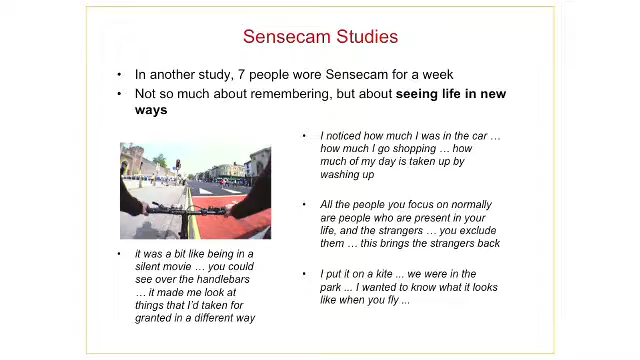 Sensecam Studies
• In another study, 7 people wore Sensecam for a week
• Not so much about remembering, but about seeing life in new
ways
• it was a bit like being in a
silent movie … you could
see over the handlebars
… it made me look at
things that I'd taken for
granted in a different way
• I noticed how much I was in the car …
how much I go shopping … how
much of my day is taken up by
washing up
• All the people you focus on normally
are people who are present in your
life, and the strangers … you exclude
them … this brings the strangers back
• I put it on a kite ... we were in the
park ... I wanted to know what it looks
like when you fly ...